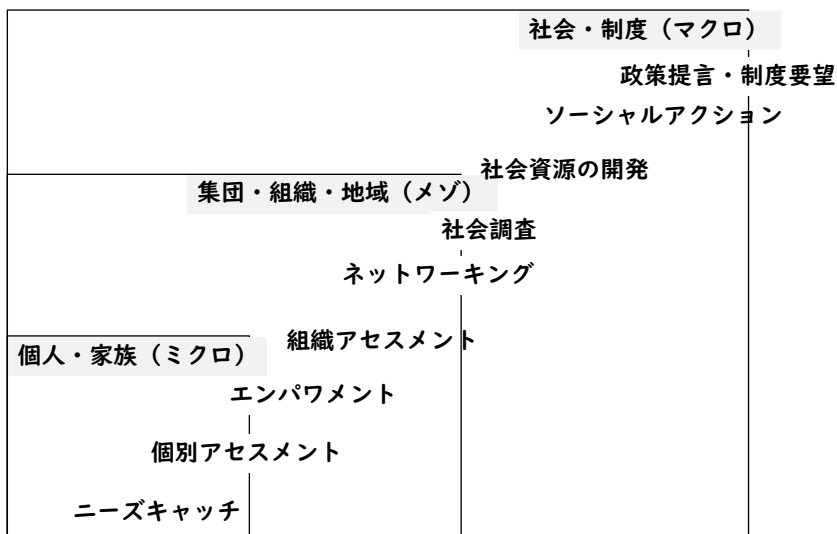 社会・制度（マクロ）
政策提言・制度要望
ソーシャルアクション
社会資源の開発
集団・組織・地域（メゾ）
社会調査
ネットワーキング
組織アセスメント
個人・家族（ミクロ）
エンパワメント
個別アセスメント
ニーズキャッチ